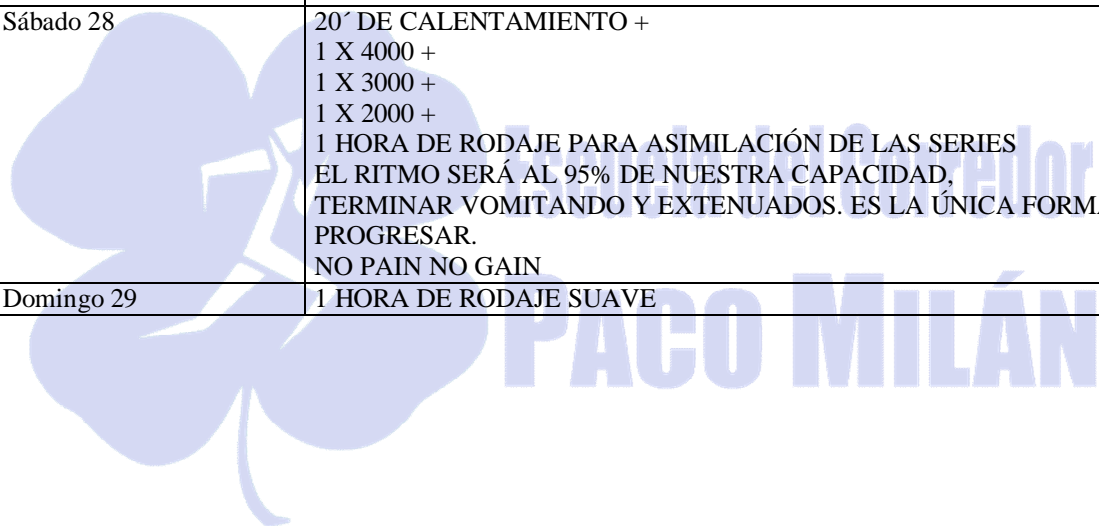 Sábado 28
20´ DE CALENTAMIENTO +
1 X 4000 +
1 X 3000 +
1 X 2000 +
1 HORA DE RODAJE PARA ASIMILACIÓN DE LAS SERIES
EL RITMO SERÁ AL 95% DE NUESTRA CAPACIDAD,
TERMINAR VOMITANDO Y EXTENUADOS. ES LA ÚNICA FORMA
PROGRESAR.
NO PAIN NO GAIN
Domingo 29
1 HORA DE RODAJE SUAVE
Escuela del Corredor
PACO MILÁN